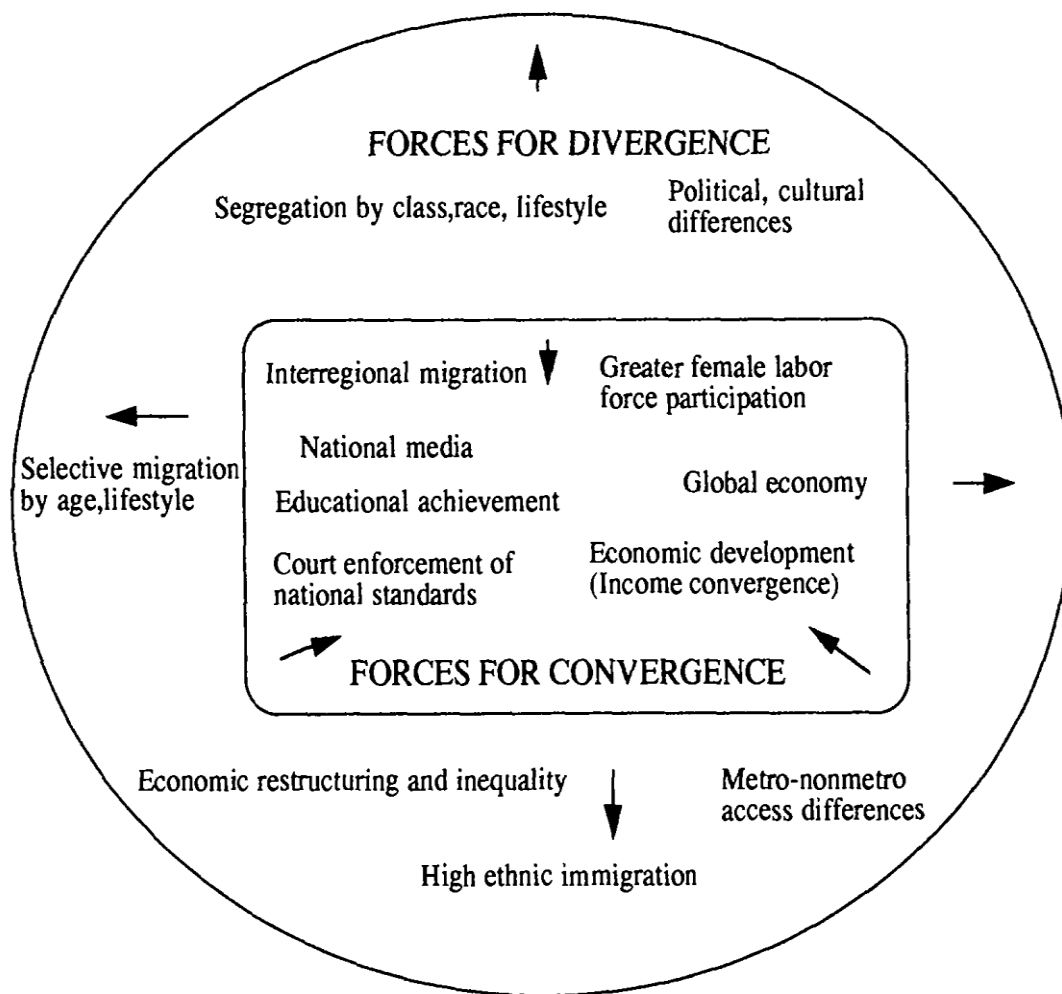 FORCES FOR DIVERGENCE
Segregation by class,race, lifestyle
Political, cultural
differences
Interregional migration
Greater female labor
force participation
National media
Selective migration
by age,lifestyle
Educational achievement
Global economy
Court enforcement of
national standards
Economic development
(Income convergence)
FORCES FOR CONVERGENCE
Economic restructuring and inequality
Metro-nonmetro
access differences
High ethnic immigration